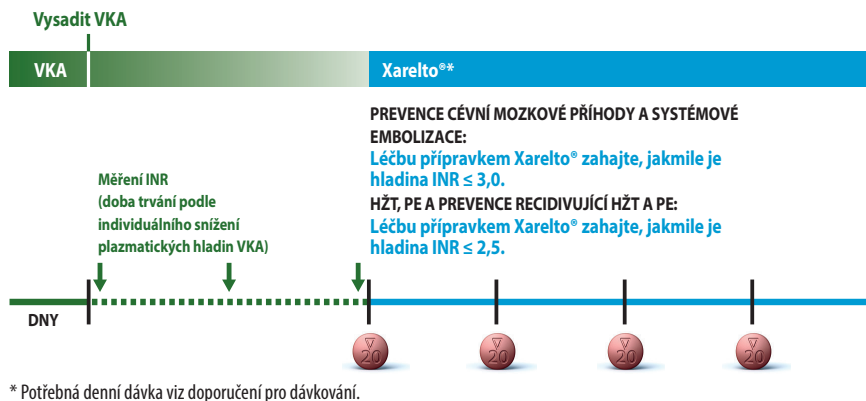 Vysadit VKA
VKA
Xarelto®*
PREVENCE CÉVNÍ MOZKOVÉ PŘÍHODY A SYSTÉMOVÉ
EMBOLIZACE:
Léčbu přípravkem Xarelto® zahajte, jakmile je
hladina INR ≤ 3,0.
HŽT, PE A PREVENCE RECIDIVUJÍCÍ HŽT A PE:
Léčbu přípravkem Xarelto® zahajte, jakmile je
hladina INR ≤ 2,5.
Měření INR
(doba trvání podle
individuálního snížení
plazmatických hladin VKA)
DNY
20
20
20
20
* Potřebná denní dávka viz doporučení pro dávkování.